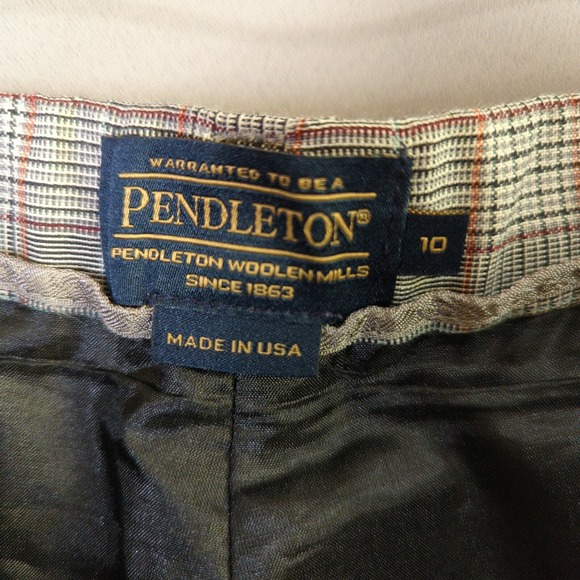 WARRANTED TO BE A
PENDLETON®
PENDLETON WOOLEN MILLS
SINCE 1863
10
MADE IN USA